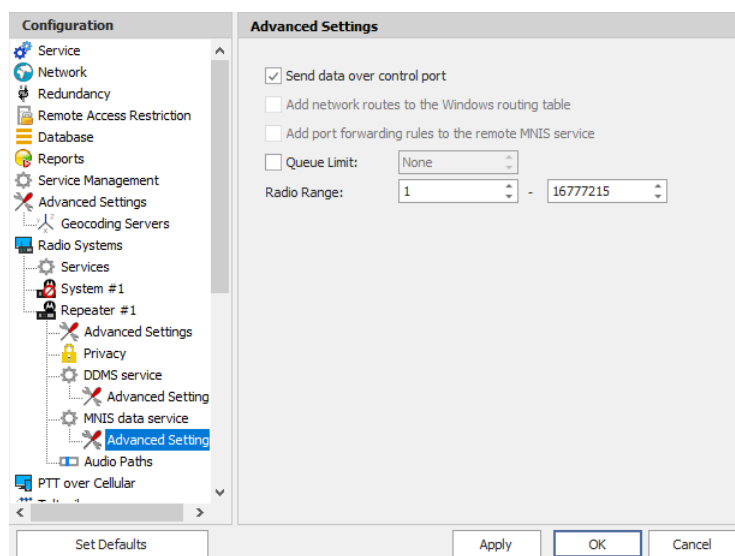 Configuration
Service
Network
Redundancy
Remote Access Restriction
Database
Reports
Service Management
Advanced Settings
Geocoding Servers
Radio Systems
Services
System #1
Repeater #1
Advanced Settings
Privacy
DDMS service
Advanced Setting
MNIS data service
Advanced Setting
Audio Paths
PTT over Cellular
Set Defaults
Advanced Settings
Send data over control port
Add network routes to the Windows routing table
Add port forwarding rules to the remote MNIS service
Queue Limit: None
Radio Range: 1 - 16777215
Apply OK Cancel